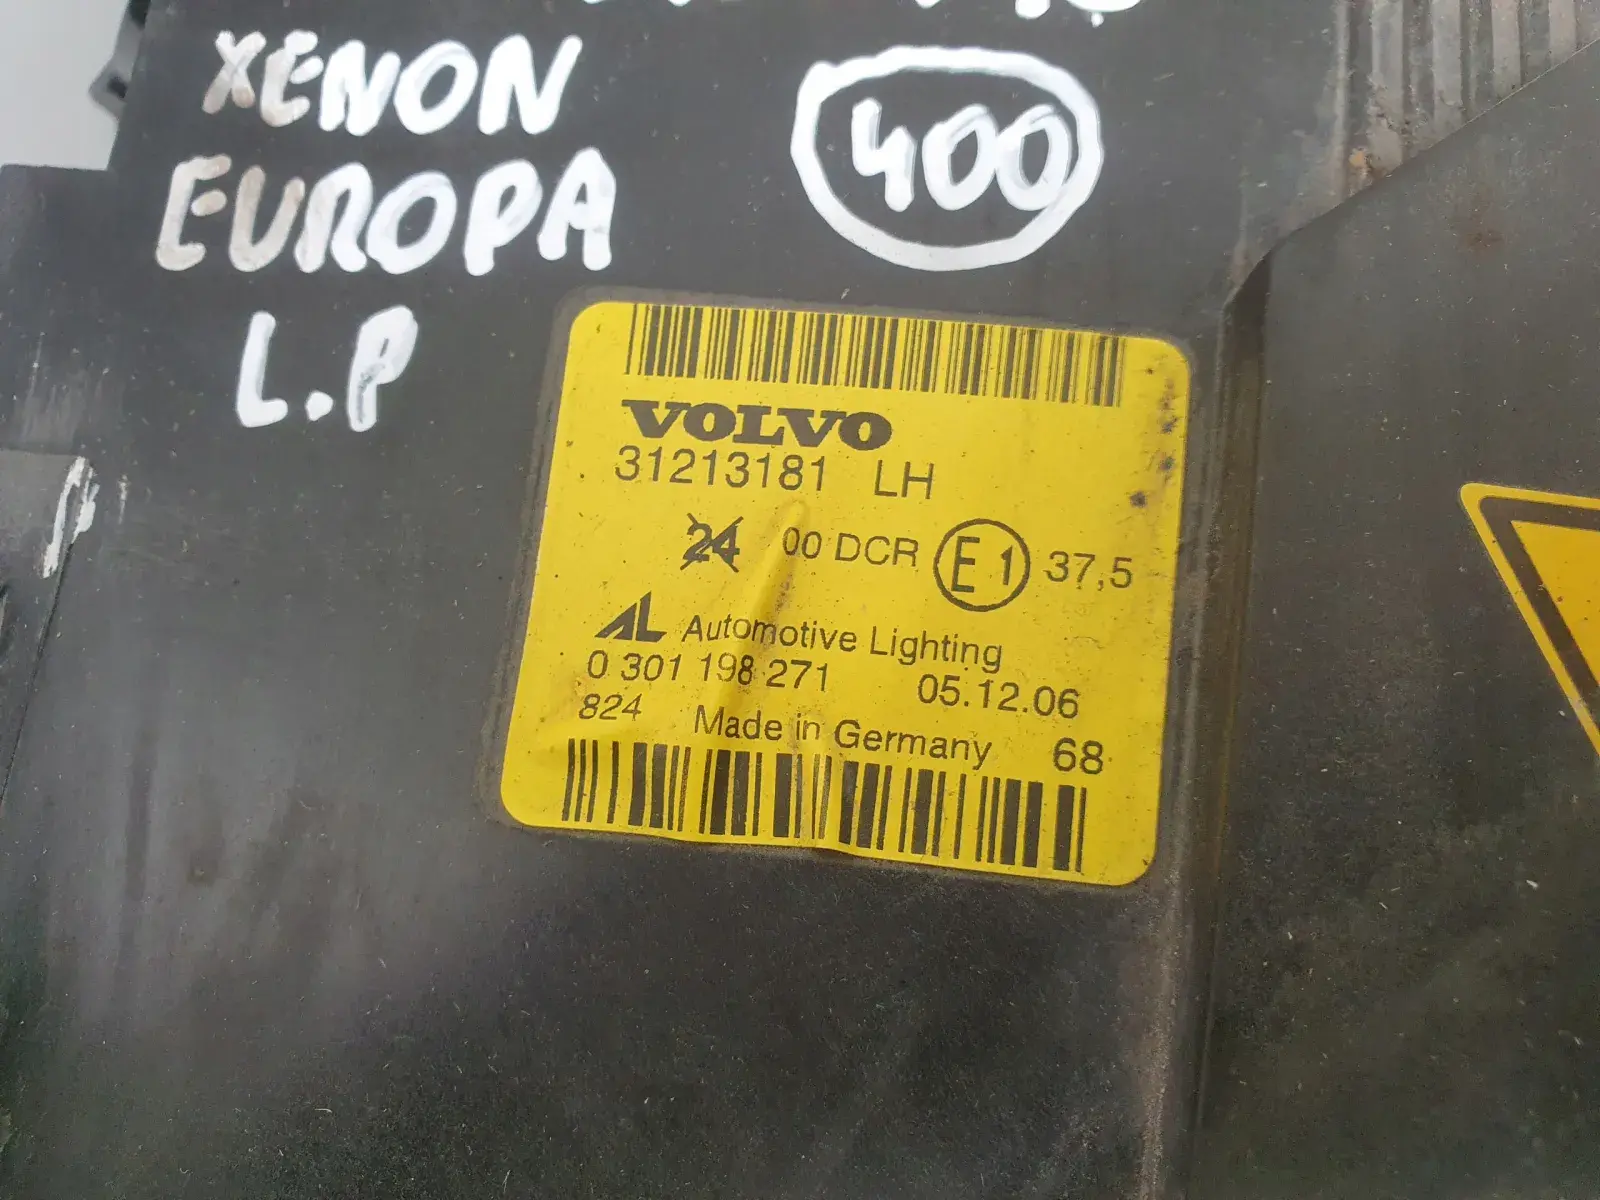 XENON
400
EUROPA
L.P
VOLVO
31213181 LH
24 00 DCR E1 37,5
AL Automotive Lighting
0 301 198 271 05.12.06
824 Made in Germany 68